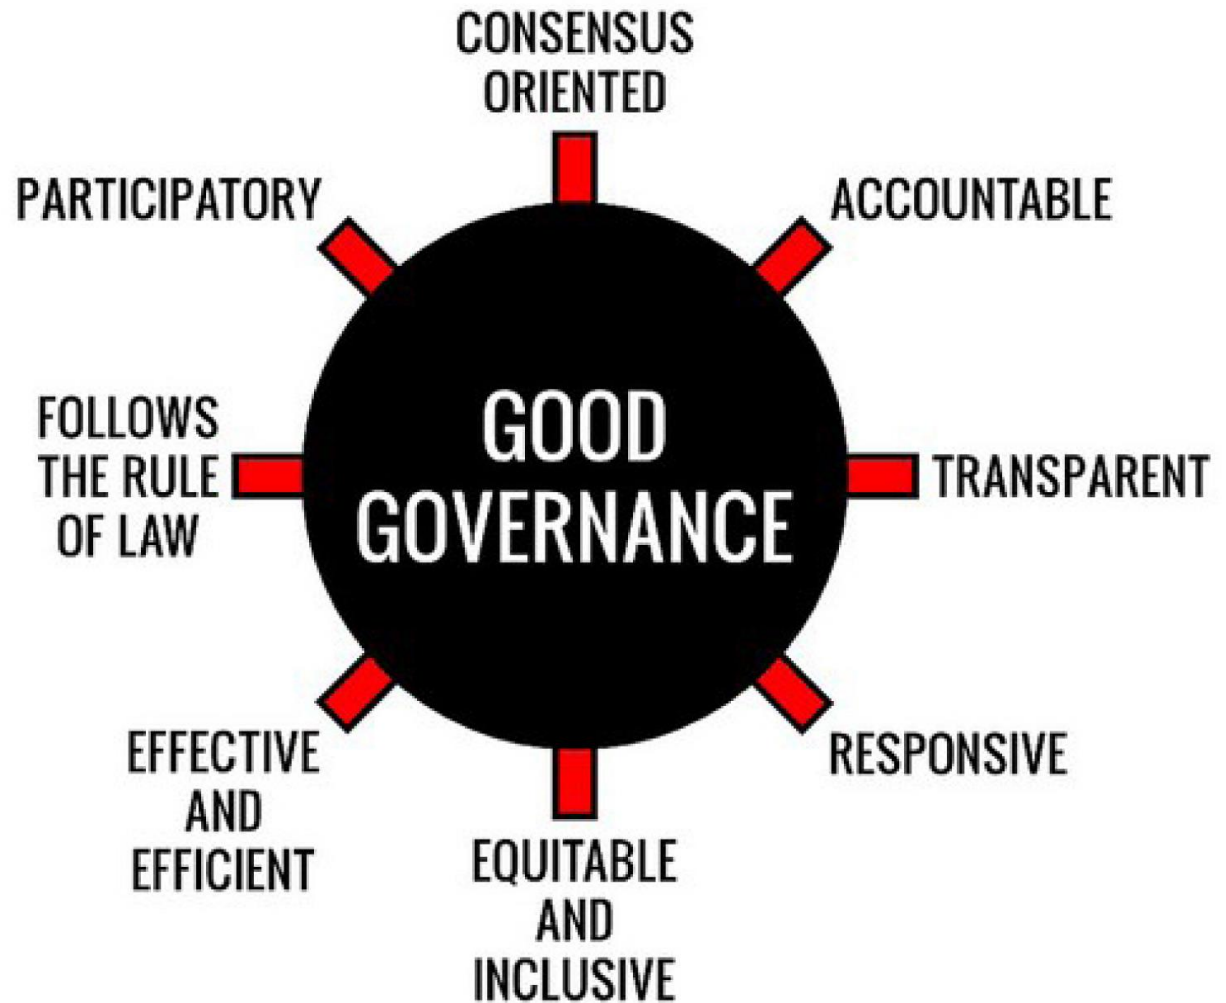 CONSENSUS
ORIENTED
PARTICIPATORY
ACCOUNTABLE
FOLLOWS
THE RULE
OF LAW
GOOD
GOVERNANCE
TRANSPARENT
EFFECTIVE
AND
EFFICIENT
RESPONSIVE
EQUITABLE
AND
INCLUSIVE